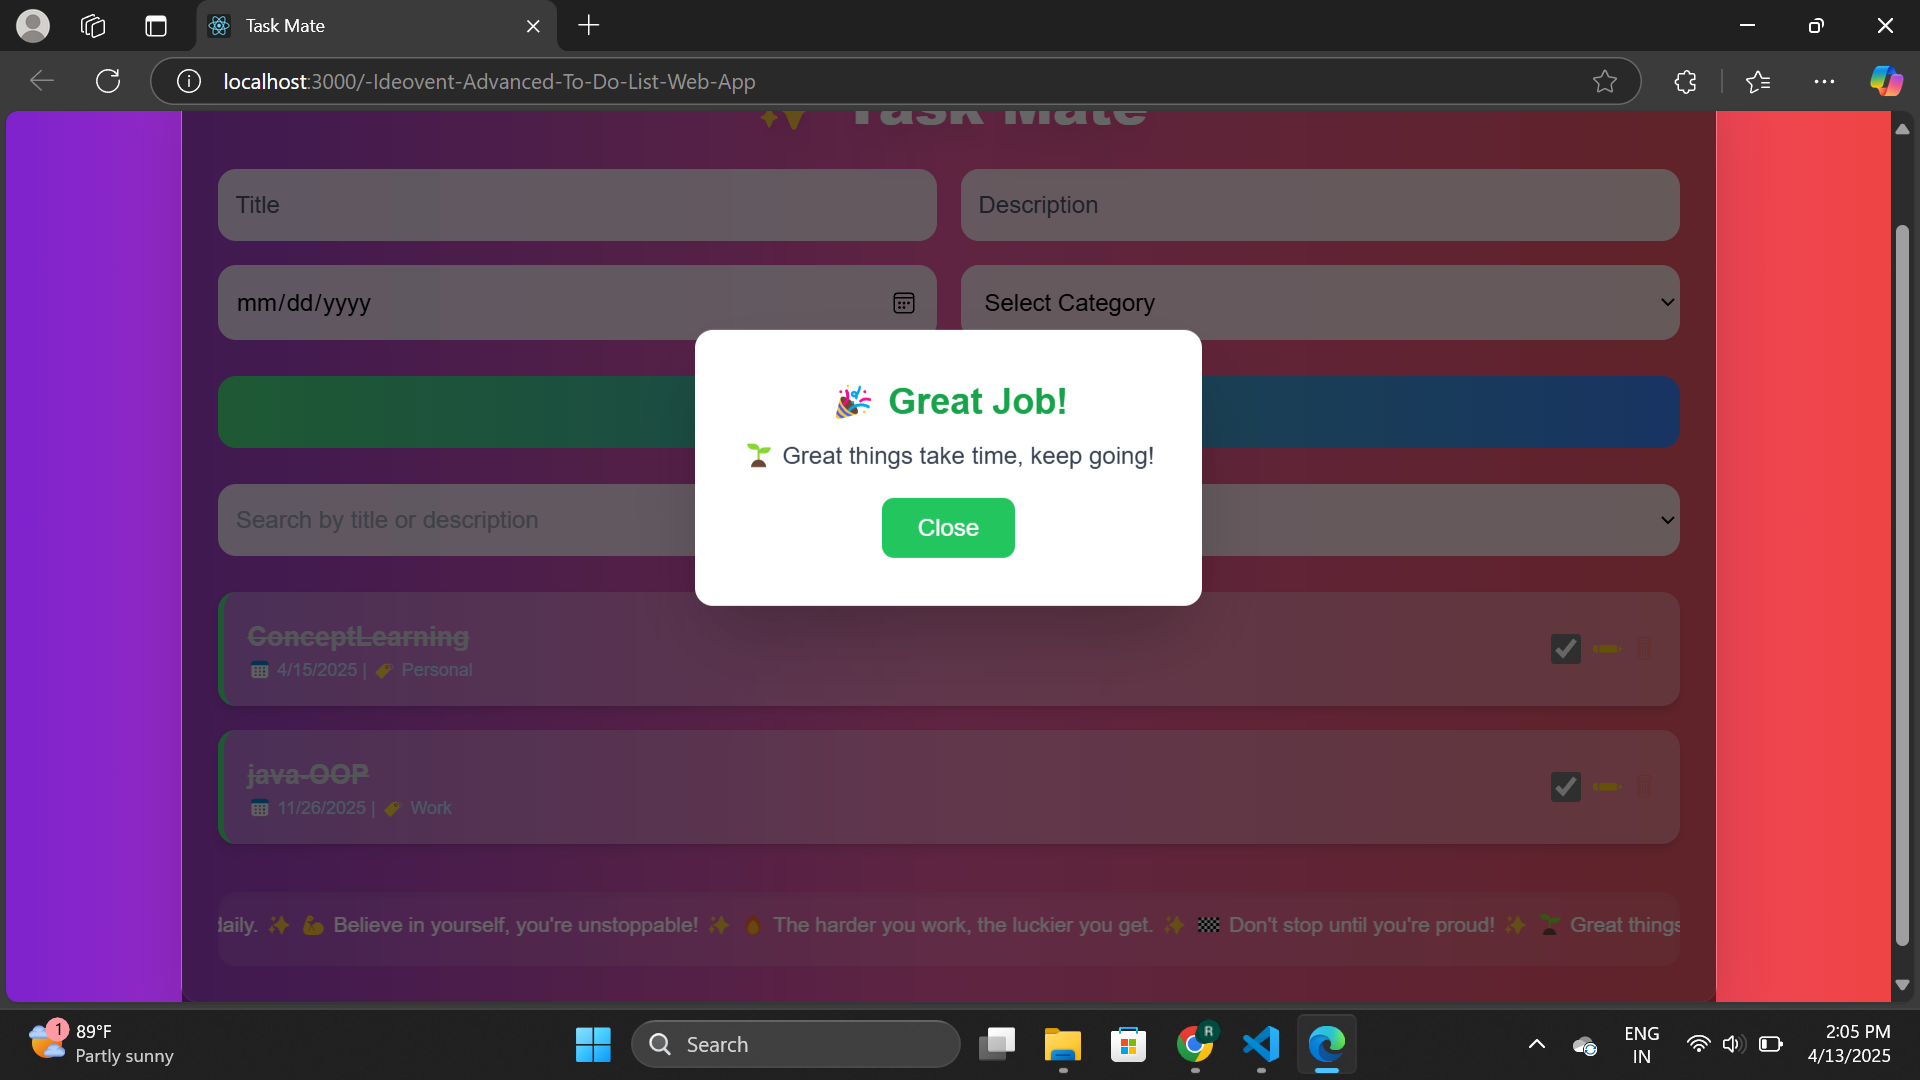 Task Mate
localhost:3000/-Ideovent-Advanced-To-Do-List-Web-App
Task Mate
Title
Description
mm/dd/yyyy
Select Category
Great Job!
Great things take time, keep going!
Close
Search by title or description
ConceptLearning
4/15/2025 | Personal
java-OOP
11/26/2025 | Work
daily. ✨ 💪 Believe in yourself, you're unstoppable! ✨ 🔥 The harder you work, the luckier you get. ✨ 🏁 Don't stop until you're proud! ✨ 🌱 Great things
1
89°F
Partly sunny
Search
R
ENG
IN
2:05 PM
4/13/2025